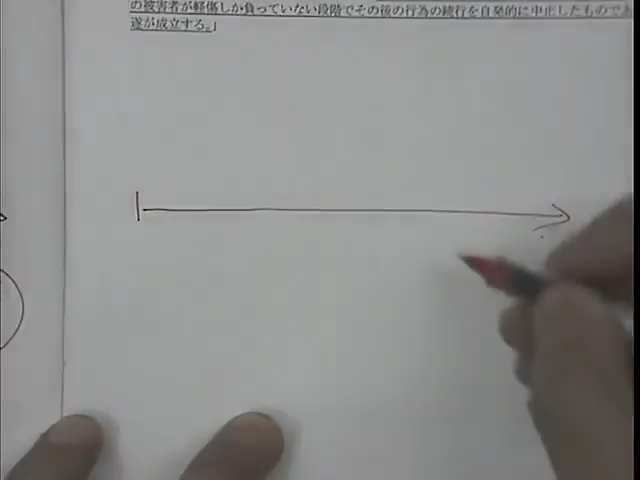 の被害者が軽傷しか負っていない段階でその後の行為の続行を自発的に中止したものであ
遂が成立する。」